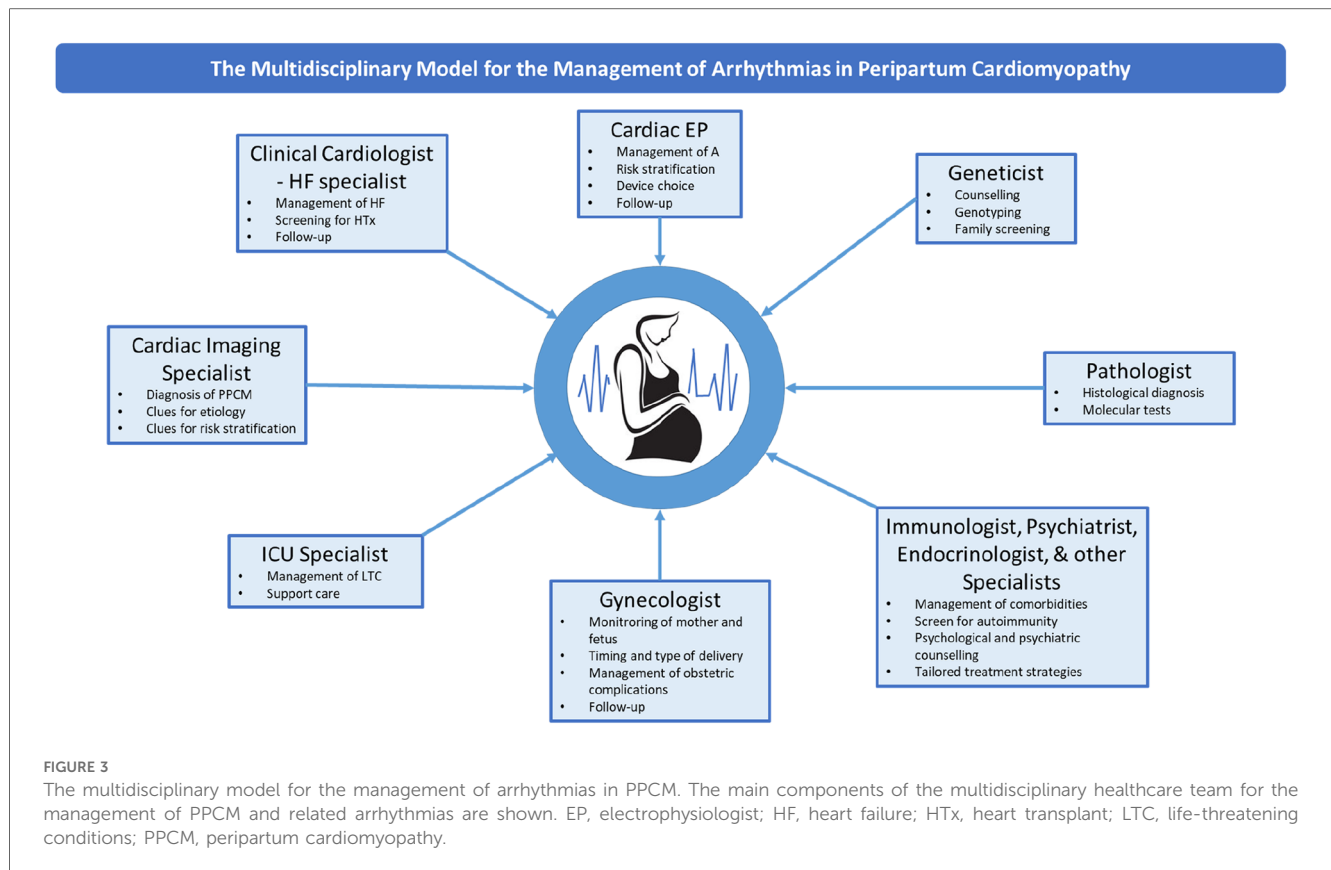 The Multidisciplinary Model for the Management of Arrhythmias in Peripartum Cardiomyopathy
Clinical Cardiologist
- HF specialist
• Management of HF
• Screening for HTx
• Follow-up
Cardiac EP
• Management of A
• Risk stratification
• Device choice
• Follow-up
Geneticist
• Counselling
• Genotyping
• Family screening
Cardiac Imaging
Specialist
• Diagnosis of PPCM
• Clues for etiology
• Clues for risk stratification
Pathologist
• Histological diagnosis
• Molecular tests
ICU Specialist
• Management of LTC
• Support care
Gynecologist
• Monitroring of mother and
fetus
• Timing and type of delivery
• Management of obstetric
complications
• Follow-up
Immunologist, Psychiatrist,
Endocrinologist, & other
Specialists
• Management of comorbidities
• Screen for autoimmunity
• Psychological and psychiatric
counselling
• Tailored treatment strategies
FIGURE 3
The multidisciplinary model for the management of arrhythmias in PPCM. The main components of the multidisciplinary healthcare team for the
management of PPCM and related arrhythmias are shown. EP, electrophysiologist; HF, heart failure; HTx, heart transplant; LTC, life-threatening
conditions; PPCM, peripartum cardiomyopathy.